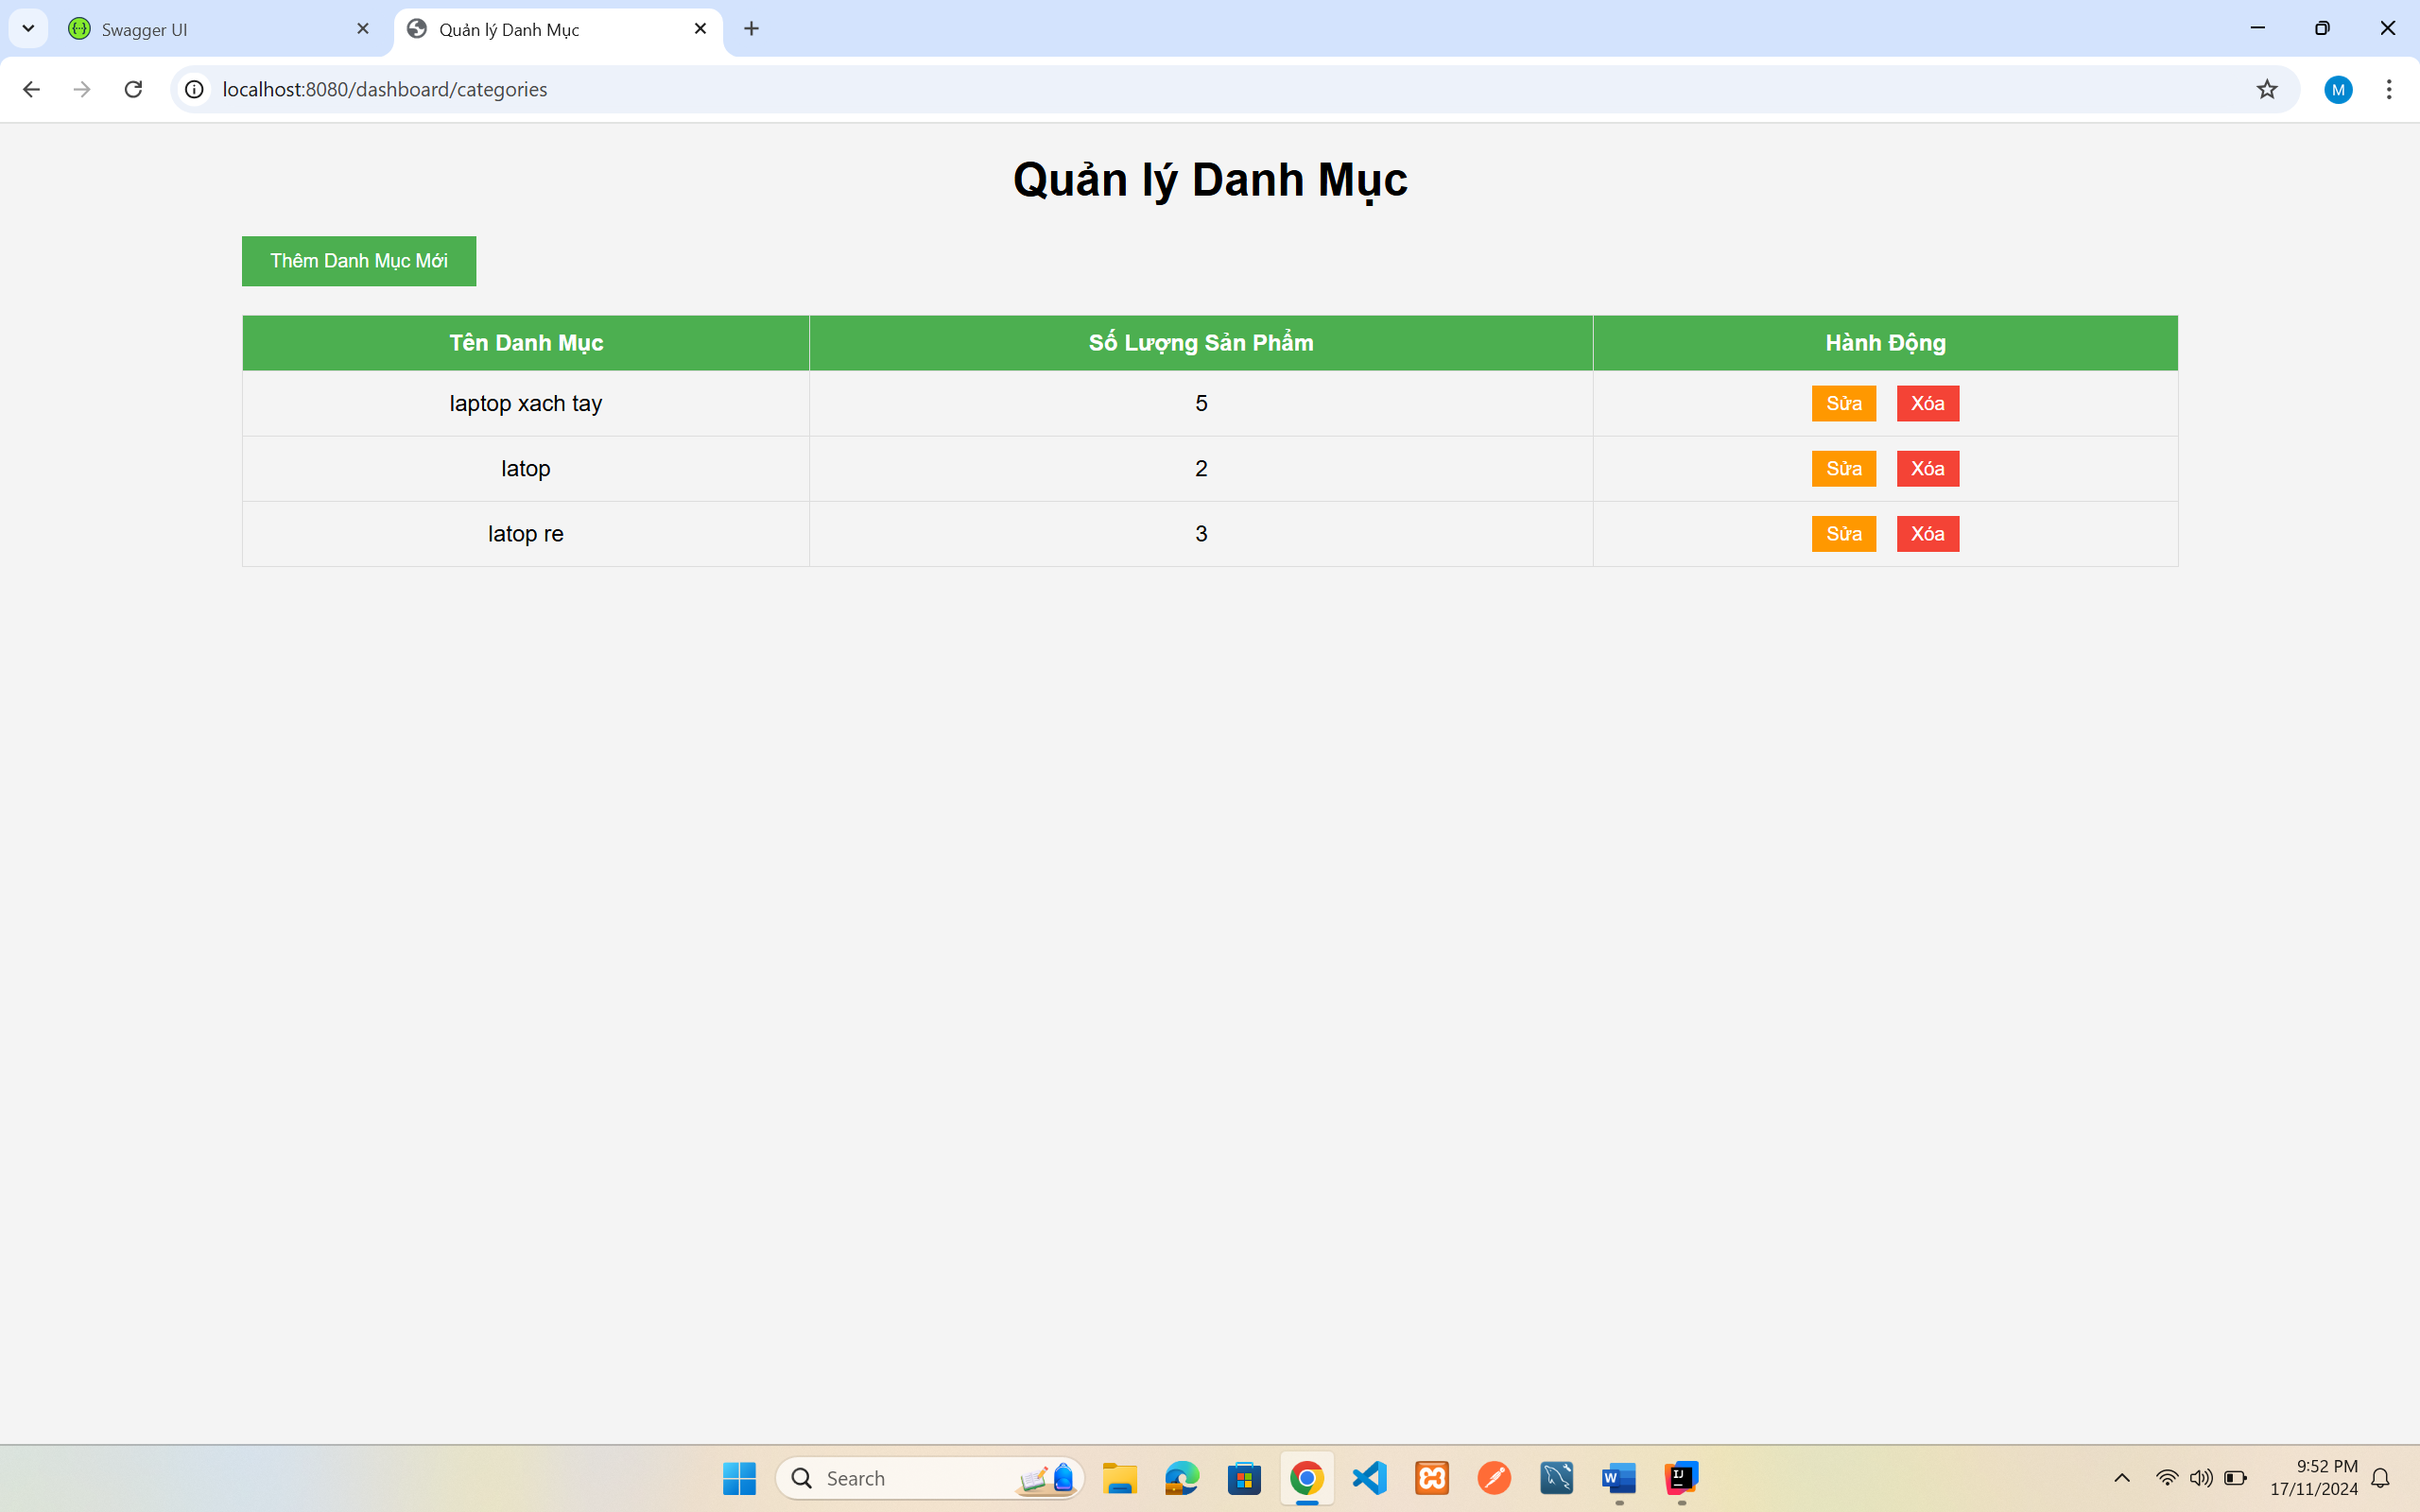 Swagger UI
Quản lý Danh Mục
localhost:8080/dashboard/categories
M
Quản lý Danh Mục
Thêm Danh Mục Mới
Tên Danh Mục Số Lượng Sản Phẩm Hành Động
laptop xach tay 5 Sửa Xóa
latop 2 Sửa Xóa
latop re 3 Sửa Xóa
Search
9:52 PM
17/11/2024